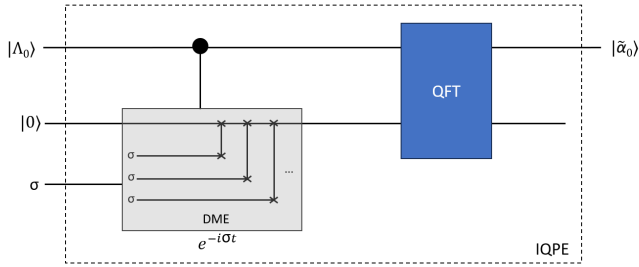 |Λ₀⟩
|α̃₀⟩
QFT
|0⟩
σ
σ
σ
...
σ
DME
e^{-iσt}
IQPE